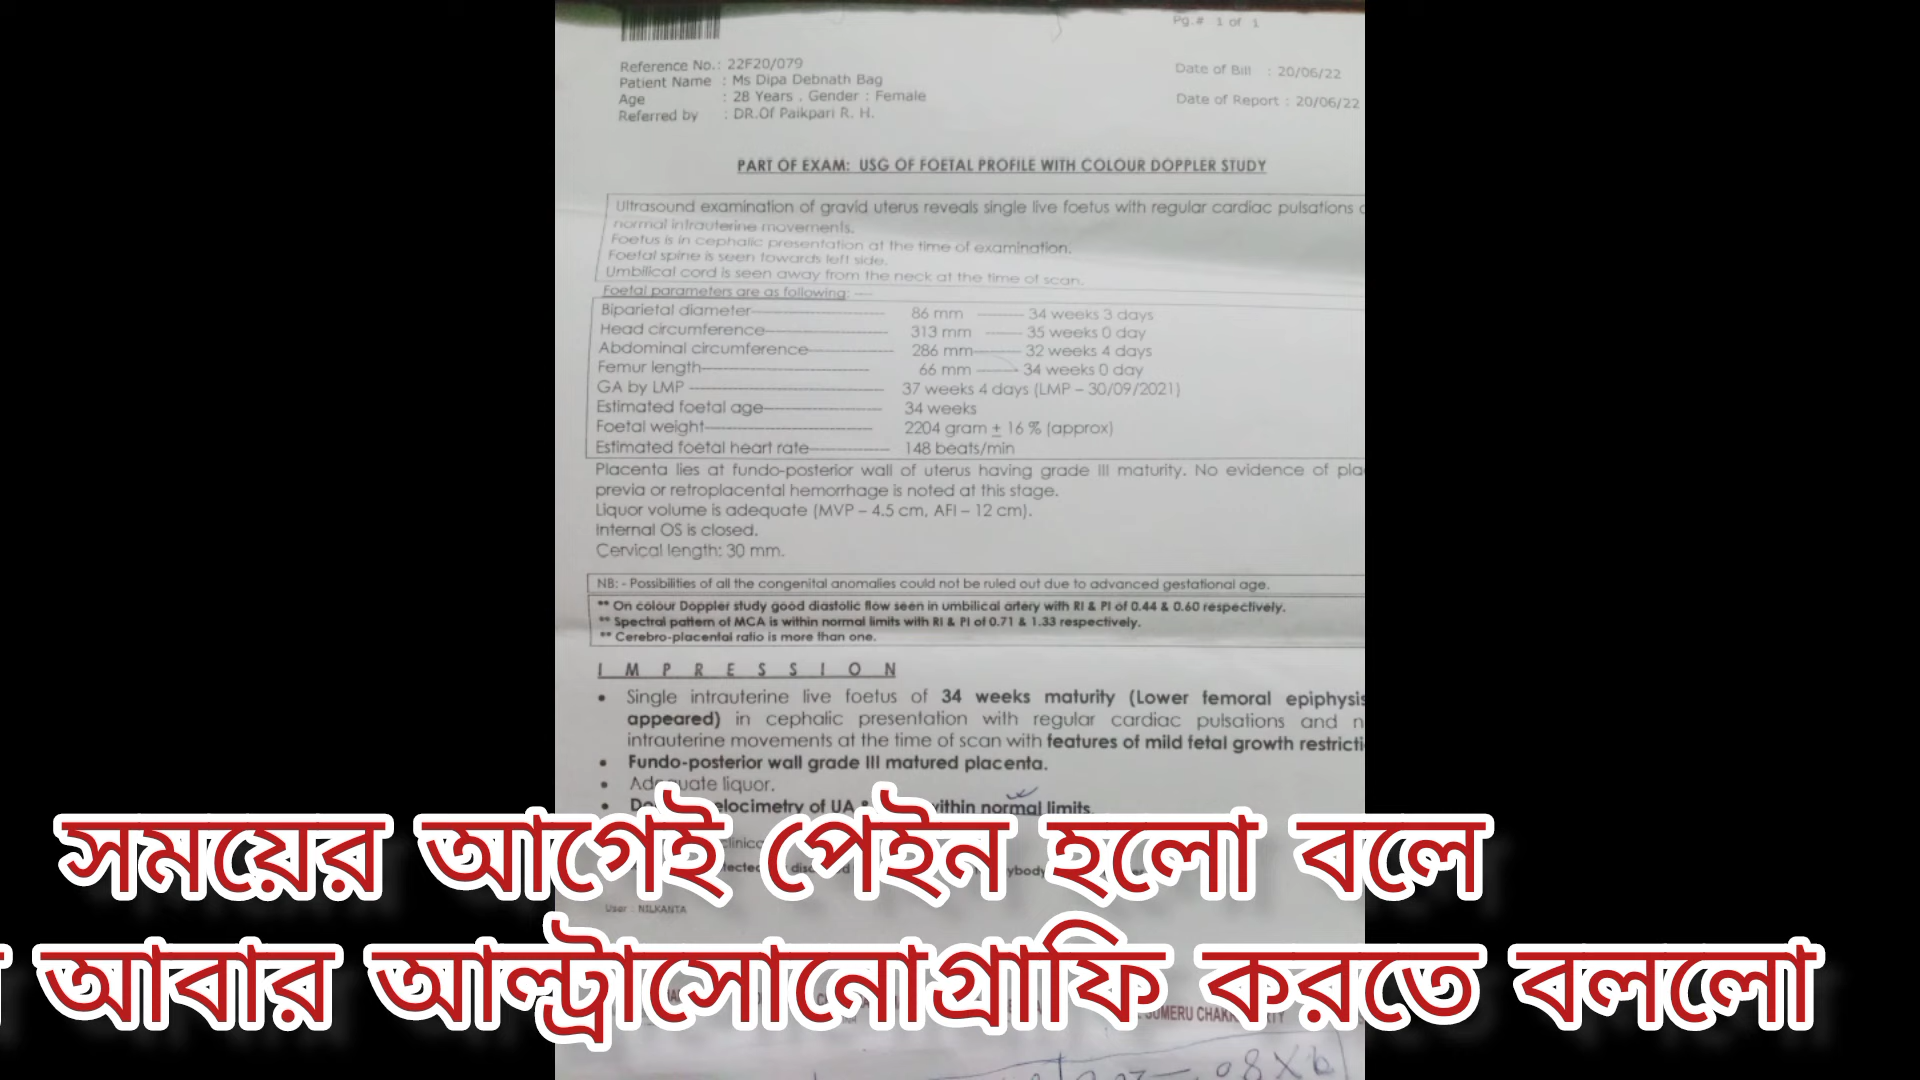 Pg.# 1 of 1
Reference No.: 22F20/079
Patient Name : Ms Dipa Debnath Bag
Age : 28 Years . Gender : Female
Referred by : DR.Of Paikpari R. H.
Date of Bill : 20/06/22
Date of Report : 20/06/22
PART OF EXAM: USG OF FOETAL PROFILE WITH COLOUR DOPPLER STUDY
Ultrasound examination of gravid uterus reveals single live foetus with regular cardiac pulsations
normal intrauterine movements.
Foetus is in cephalic presentation at the time of examination.
Foetal spine is seen towards left side.
Umbilical cord is seen away from the neck at the time of scan.
Foetal parameters are as following: ---
Biparietal diameter 86 mm 34 weeks 3 days
Head circumference 313 mm 35 weeks 0 day
Abdominal circumference 286 mm 32 weeks 4 days
Femur length 66 mm 34 weeks 0 day
GA by LMP 37 weeks 4 days (LMP – 30/09/2021)
Estimated foetal age 34 weeks
Foetal weight 2204 gram ± 16 % (approx)
Estimated foetal heart rate 148 beats/min
Placenta lies at fundo-posterior wall of uterus having grade III maturity. No evidence of pla
previa or retroplacental hemorrhage is noted at this stage.
Liquor volume is adequate (MVP – 4.5 cm, AFI – 12 cm).
Internal OS is closed.
Cervical length: 30 mm.
NB: - Possibilities of all the congenital anomalies could not be ruled out due to advanced gestational age.
** On colour Doppler study good diastolic flow seen in umbilical artery with RI & PI of 0.44 & 0.60 respectively.
** Spectral pattern of MCA is within normal limits with RI & PI of 0.71 & 1.33 respectively.
** Cerebro-placental ratio is more than one.
I M P R E S S I O N
• Single intrauterine live foetus of 34 weeks maturity (Lower femoral epiphysis
appeared) in cephalic presentation with regular cardiac pulsations and n
intrauterine movements at the time of scan with features of mild fetal growth restricti
• Fundo-posterior wall grade III matured placenta.
• Adequate liquor.
• elocimetry of UA within normal limits.
সময়ের আগেই পেইন হলো বলে
User : NILKANTA
আবার আল্ট্রাসোনোগ্রাফি করতে বললো